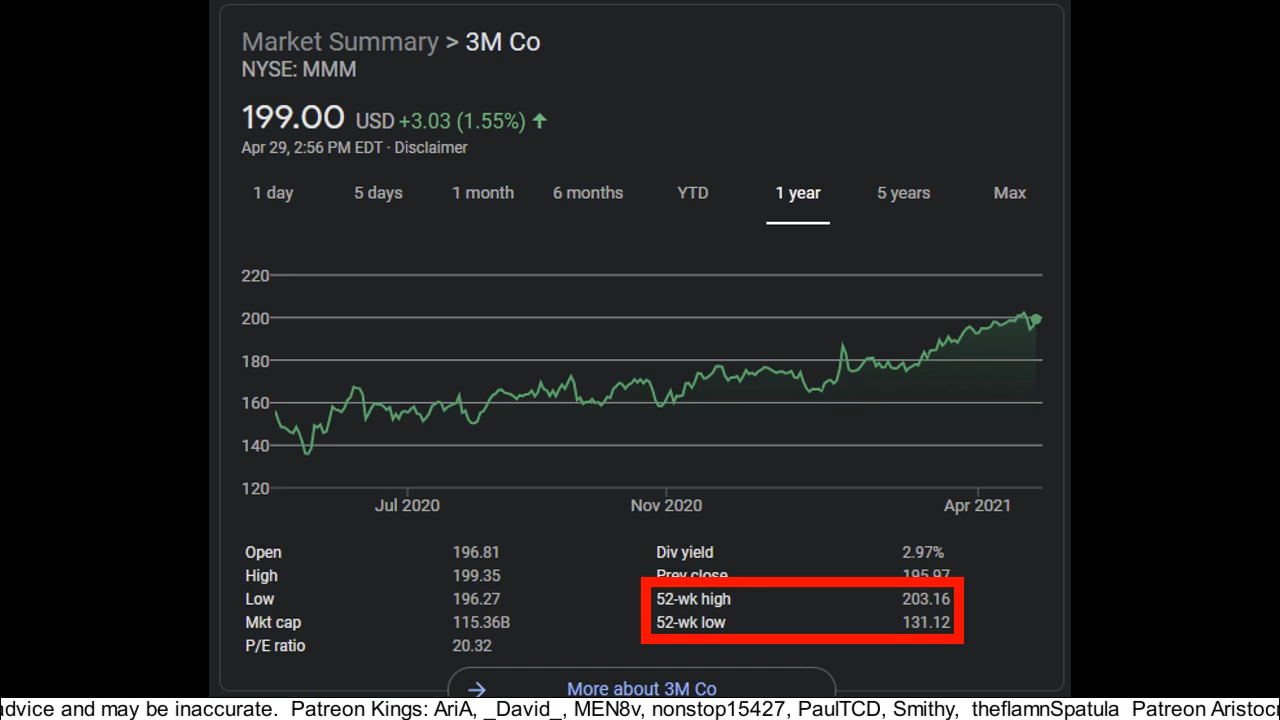 Market Summary > 3M Co
NYSE: MMM
199.00 USD +3.03 (1.55%) ↑
Apr 29, 2:56 PM EDT · Disclaimer
1 day 5 days 1 month 6 months YTD 1 year 5 years Max
220
200
180
160
140
120
Jul 2020 Nov 2020 Apr 2021
Open 196.81 Div yield 2.97%
High 199.35 Prev close 195.97
Low 196.27 52-wk high 203.16
Mkt cap 115.36B 52-wk low 131.12
P/E ratio 20.32
→ More about 3M Co
advice and may be inaccurate. Patreon Kings: AriA, _David_, MEN8v, nonstop15427, PaulTCD, Smithy, theflamnSpatula Patreon Aristoc